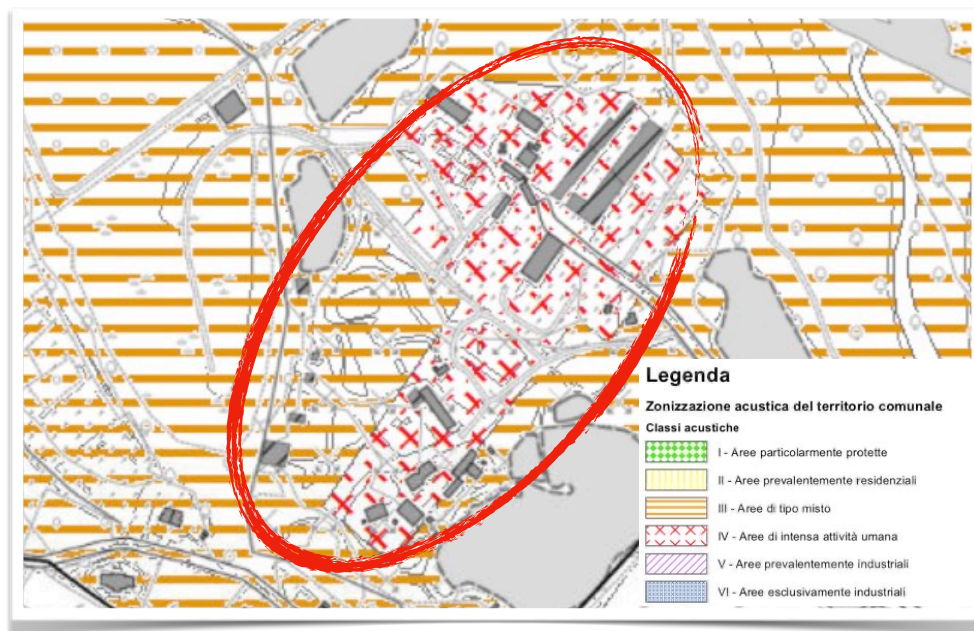 Legenda
Zonizzazione acustica del territorio comunale
Classi acustiche
I - Aree particolarmente protette
II - Aree prevalentemente residenziali
III - Aree di tipo misto
IV - Aree di intensa attività umana
V - Aree prevalentemente industriali
VI - Aree esclusivamente industriali